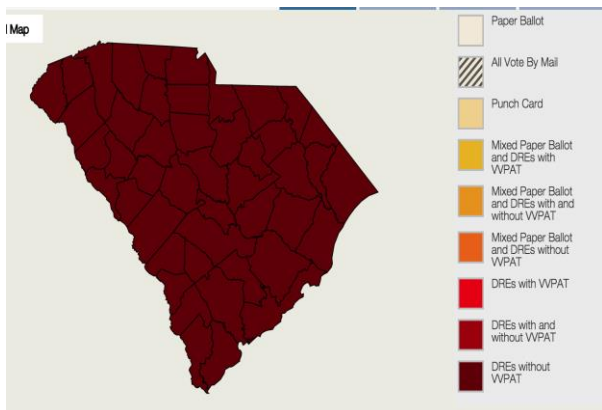 Map
Paper Ballot
All Vote By Mail
Punch Card
Mixed Paper Ballot
and DREs with
VVPAT
Mixed Paper Ballot
and DREs with and
without VVPAT
Mixed Paper Ballot
and DREs without
VVPAT
DREs with VVPAT
DREs with and
without VVPAT
DREs without
VVPAT